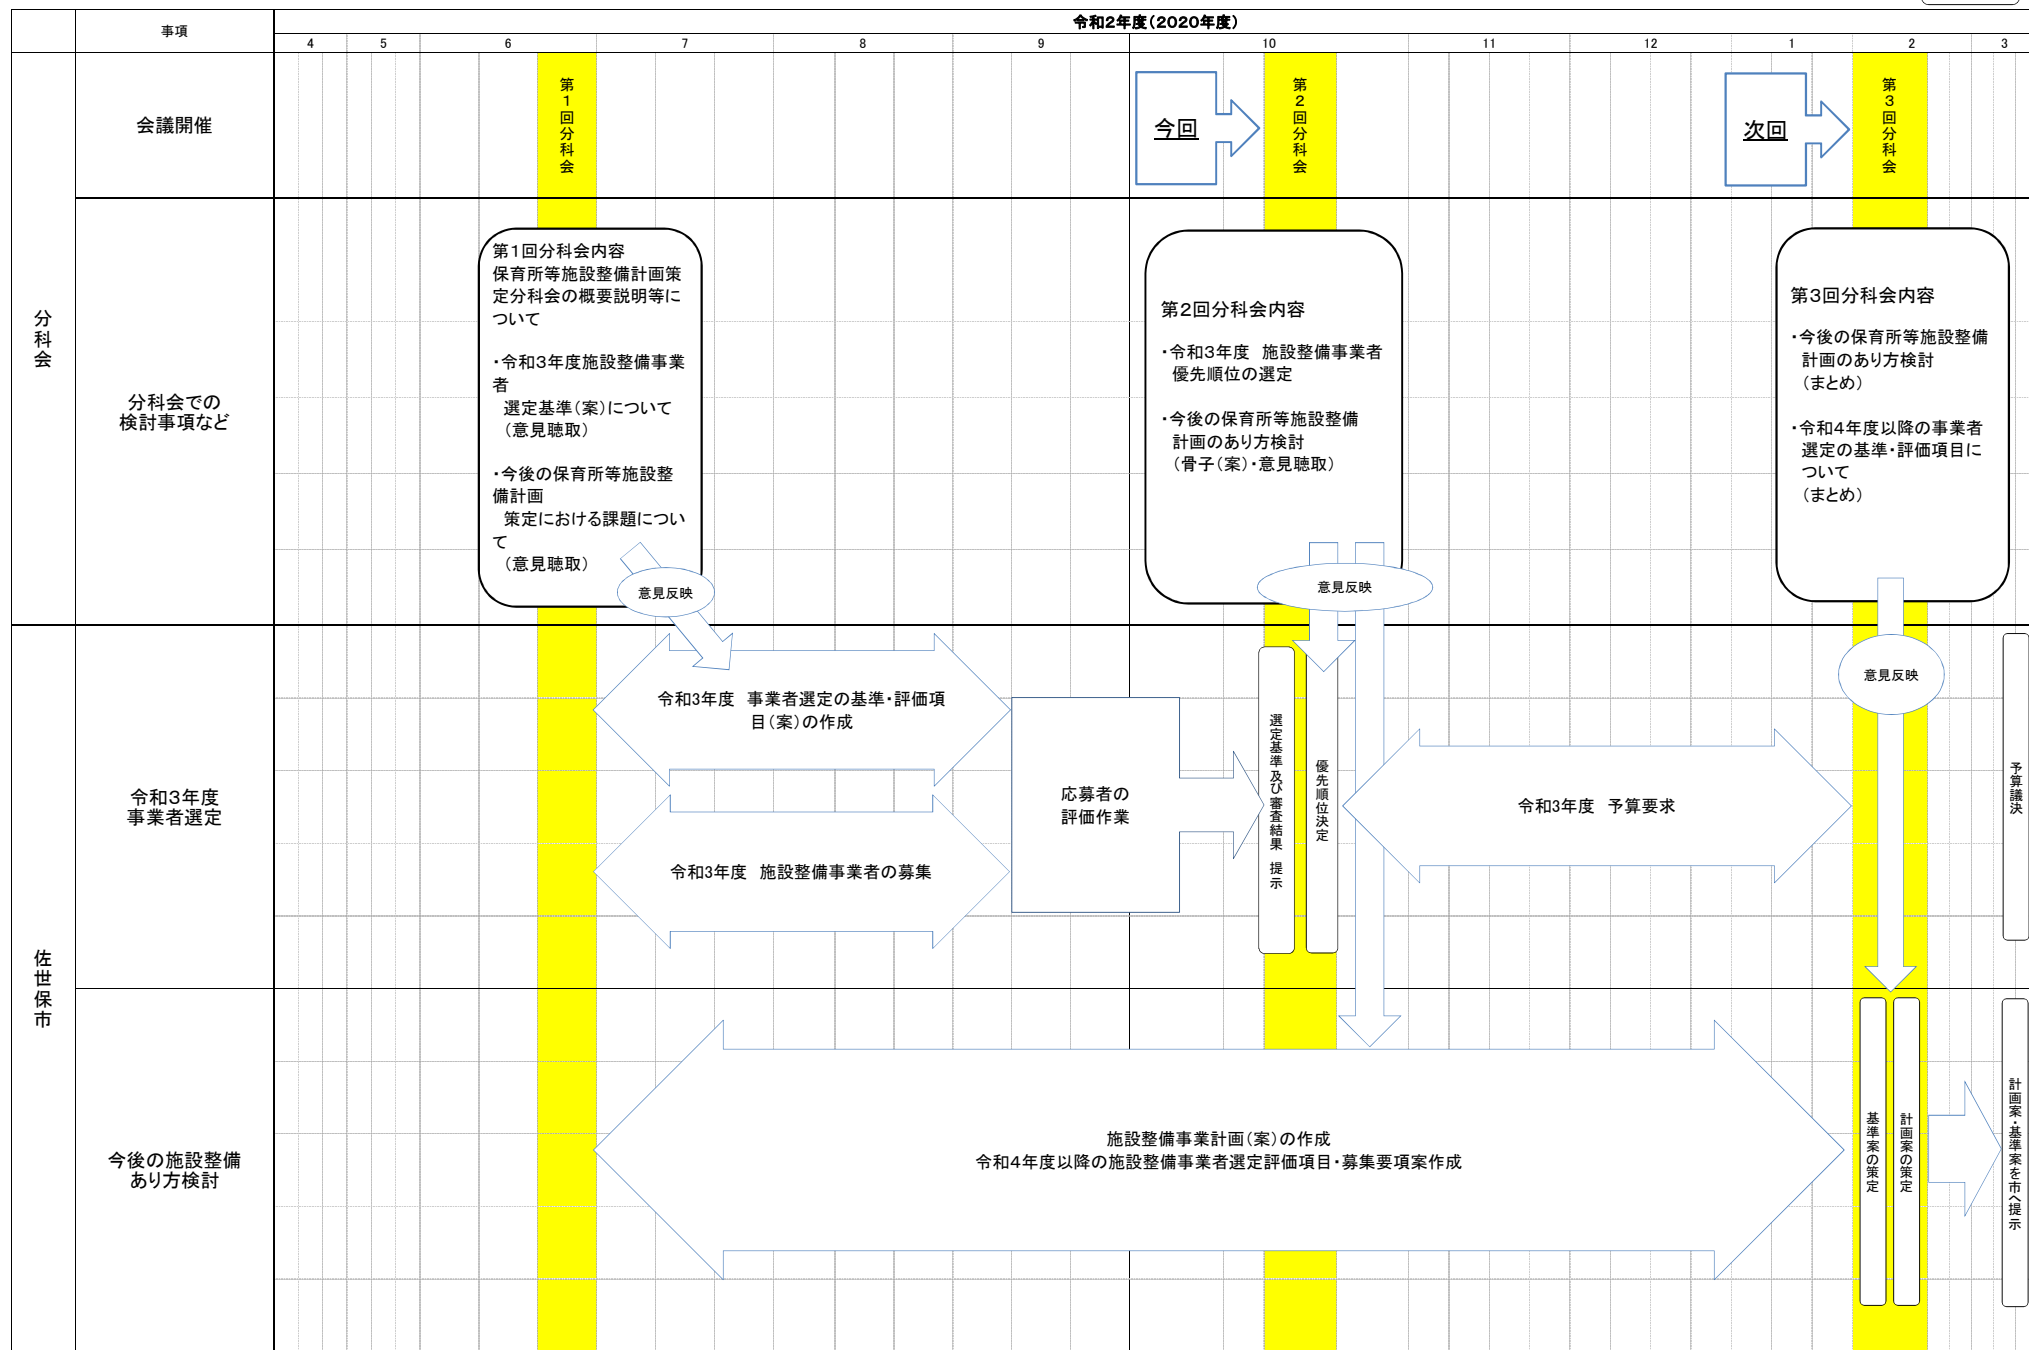 事項
令和2年度（2020年度）
4
5
6
7
8
9
10
11
12
1
2
3
分科会
会議開催
第1回分科会
今回
第2回分科会
次回
第3回分科会
分科会での
検討事項など
第1回分科会内容
保育所等施設整備計画策
定分科会の概要説明等に
ついて
・令和3年度施設整備事業
者
選定基準（案）について
（意見聴取）
・今後の保育所等施設整
備計画
策定における課題につい
て
（意見聴取）
意見反映
第2回分科会内容
・令和3年度　施設整備事業者
優先順位の選定
・今後の保育所等施設整備
計画のあり方検討
（骨子（案）・意見聴取）
意見反映
第3回分科会内容
・今後の保育所等施設整備
計画のあり方検討
（まとめ）
・令和4年度以降の事業者
選定の基準・評価項目に
ついて
（まとめ）
意見反映
佐世保市
令和3年度
事業者選定
令和3年度　事業者選定の基準・評価項
目（案）の作成
令和3年度　施設整備事業者の募集
応募者の
評価作業
選定基準及び審査結果　提示
優先順位決定
令和3年度　予算要求
予算議決
今後の施設整備
あり方検討
施設整備事業計画（案）の作成
令和4年度以降の施設整備事業者選定評価項目・募集要項案作成
基準案の策定
計画案の策定
計画案・基準案を市へ提示